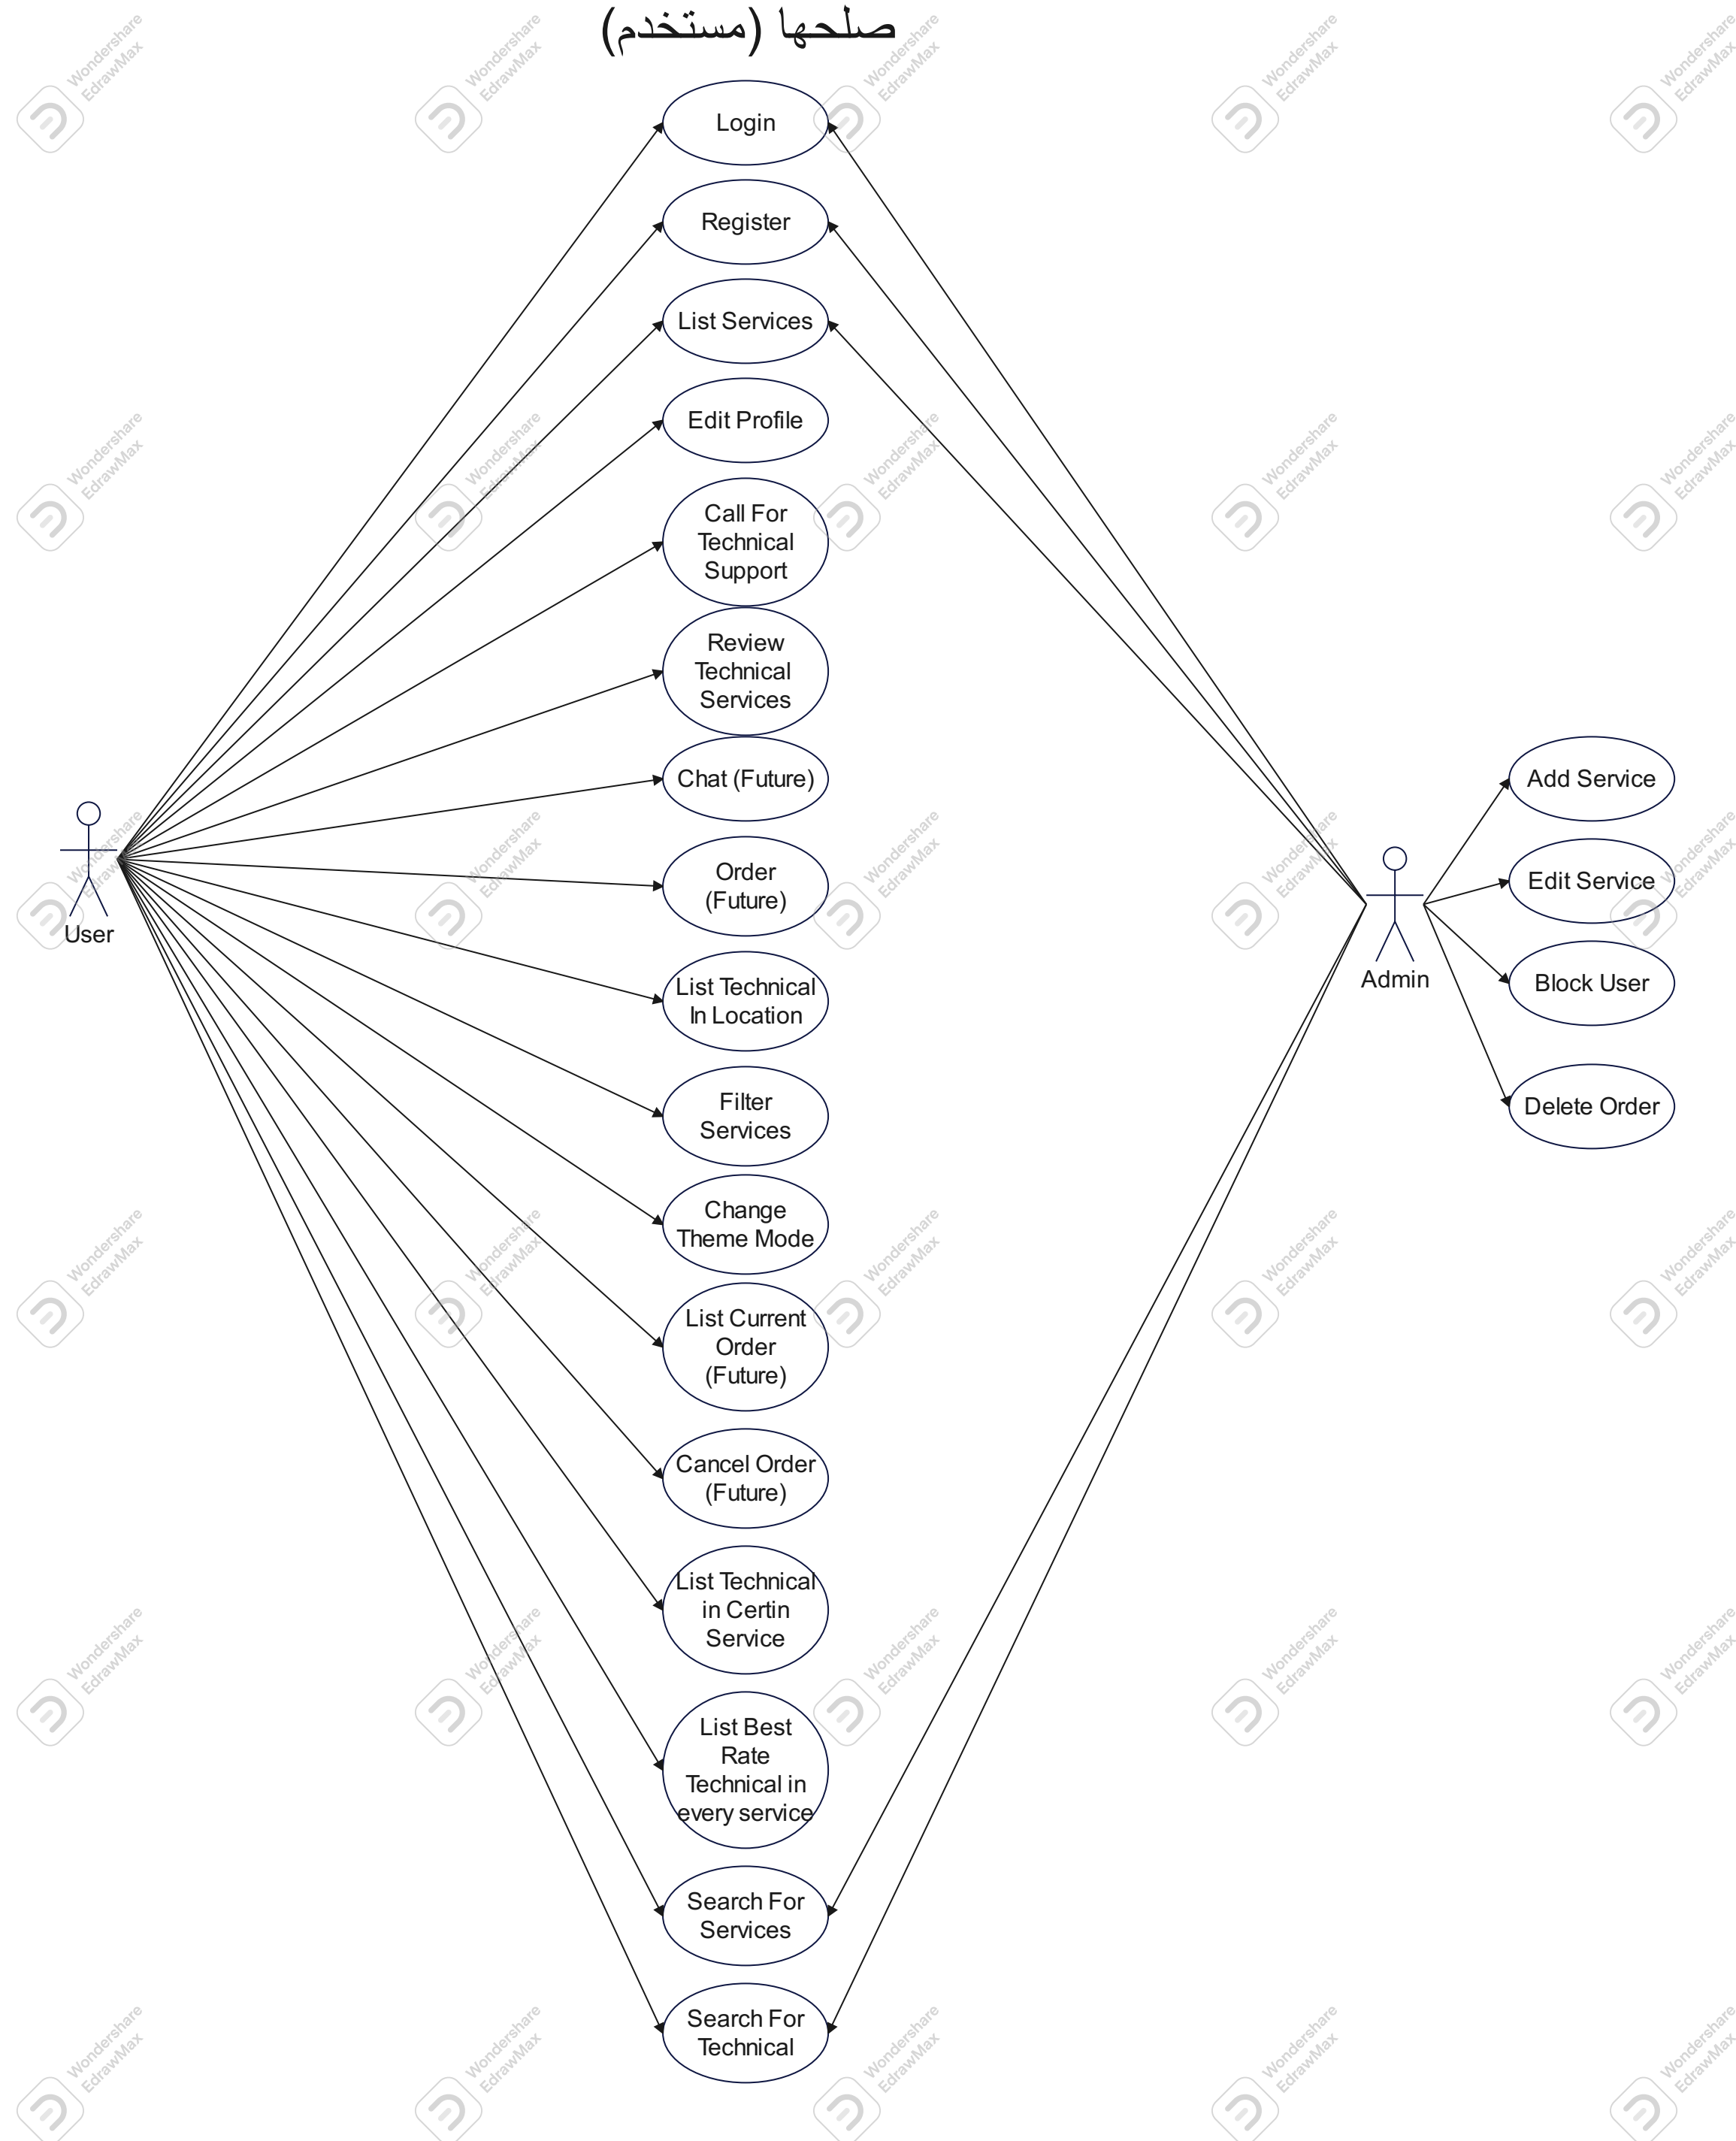 صلحها (مستخدم)
Login
Register
List Services
Edit Profile
Call For
Technical
Support
Review
Technical
Services
Chat (Future)
Order
(Future)
List Technical
In Location
Filter
Services
Change
Theme Mode
List Current
Order
(Future)
Cancel Order
(Future)
List Technical
in Certin
Service
List Best
Rate
Technical in
every service
Search For
Services
Search For
Technical
User
Admin
Add Service
Edit Service
Block User
Delete Order
Wondershare
EdrawMax